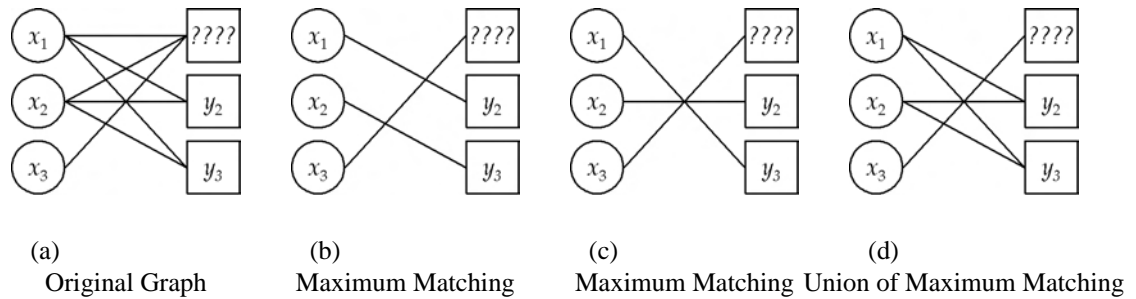 x₁ ???? x₁ ???? x₁ ???? x₁ ????
x₂ y₂ x₂ y₂ x₂ y₂ x₂ y₂
x₃ y₃ x₃ y₃ x₃ y₃ x₃ y₃
(a) (b) (c) (d)
Original Graph Maximum Matching Maximum Matching Union of Maximum Matching